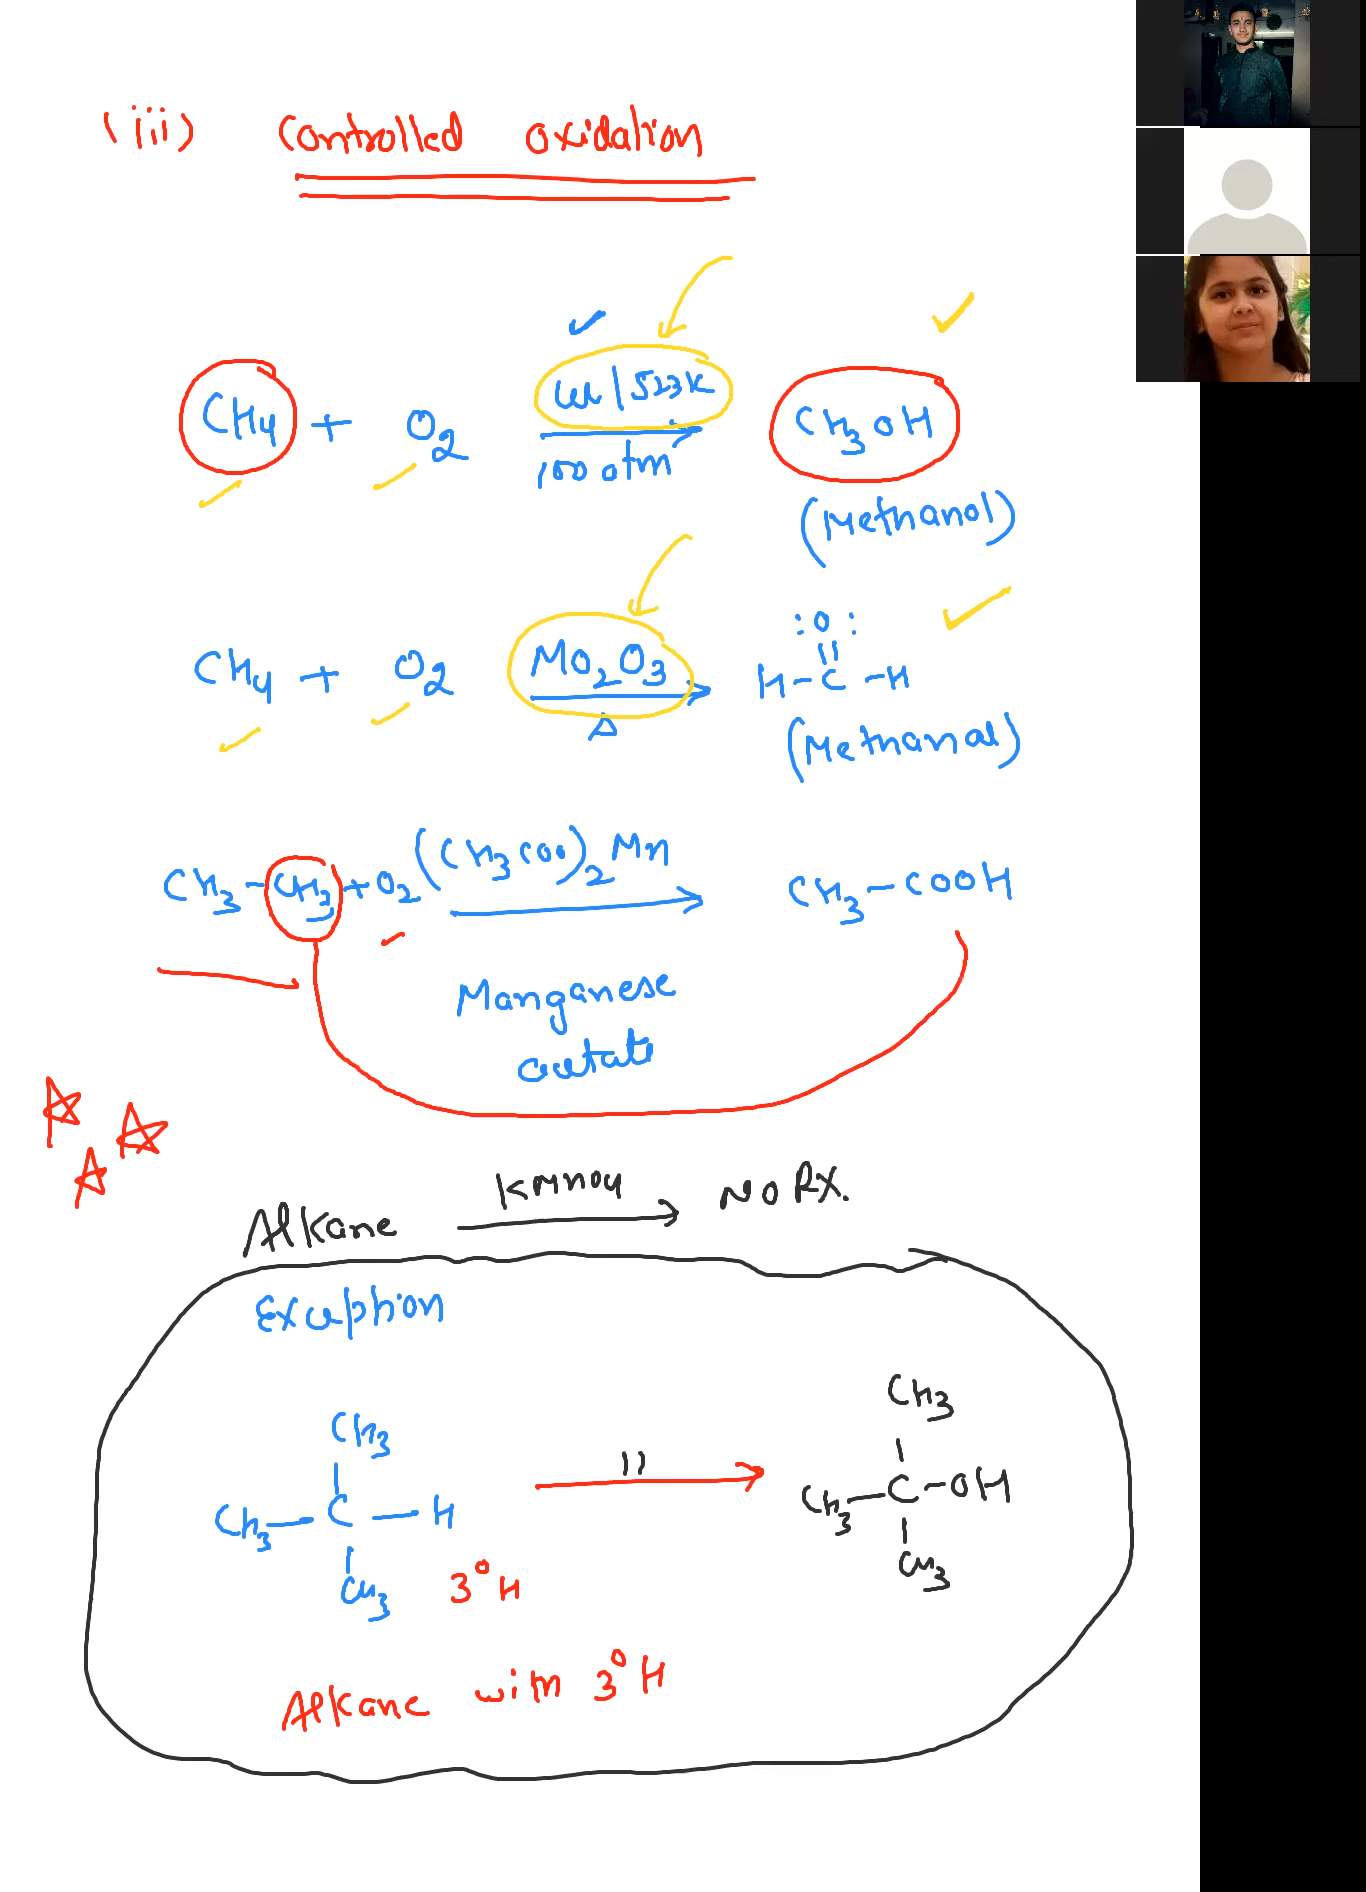 (iii) Controlled oxidation
CH4 + O2 Cu/523K CH3OH
100 atm
(Methanol)
:O:
||
CH4 + O2 Mo2O3 H-C-H
Δ
(Methanal)
CH3-CH3+O2 (CH3COO)2Mn CH3-COOH
Manganese
acetate
Alkane KMnO4 NO RX.
Exception
CH3 CH3
CH3-C-H 11 CH3-C-OH
CH3 3°H CH3
Alkane with 3°H